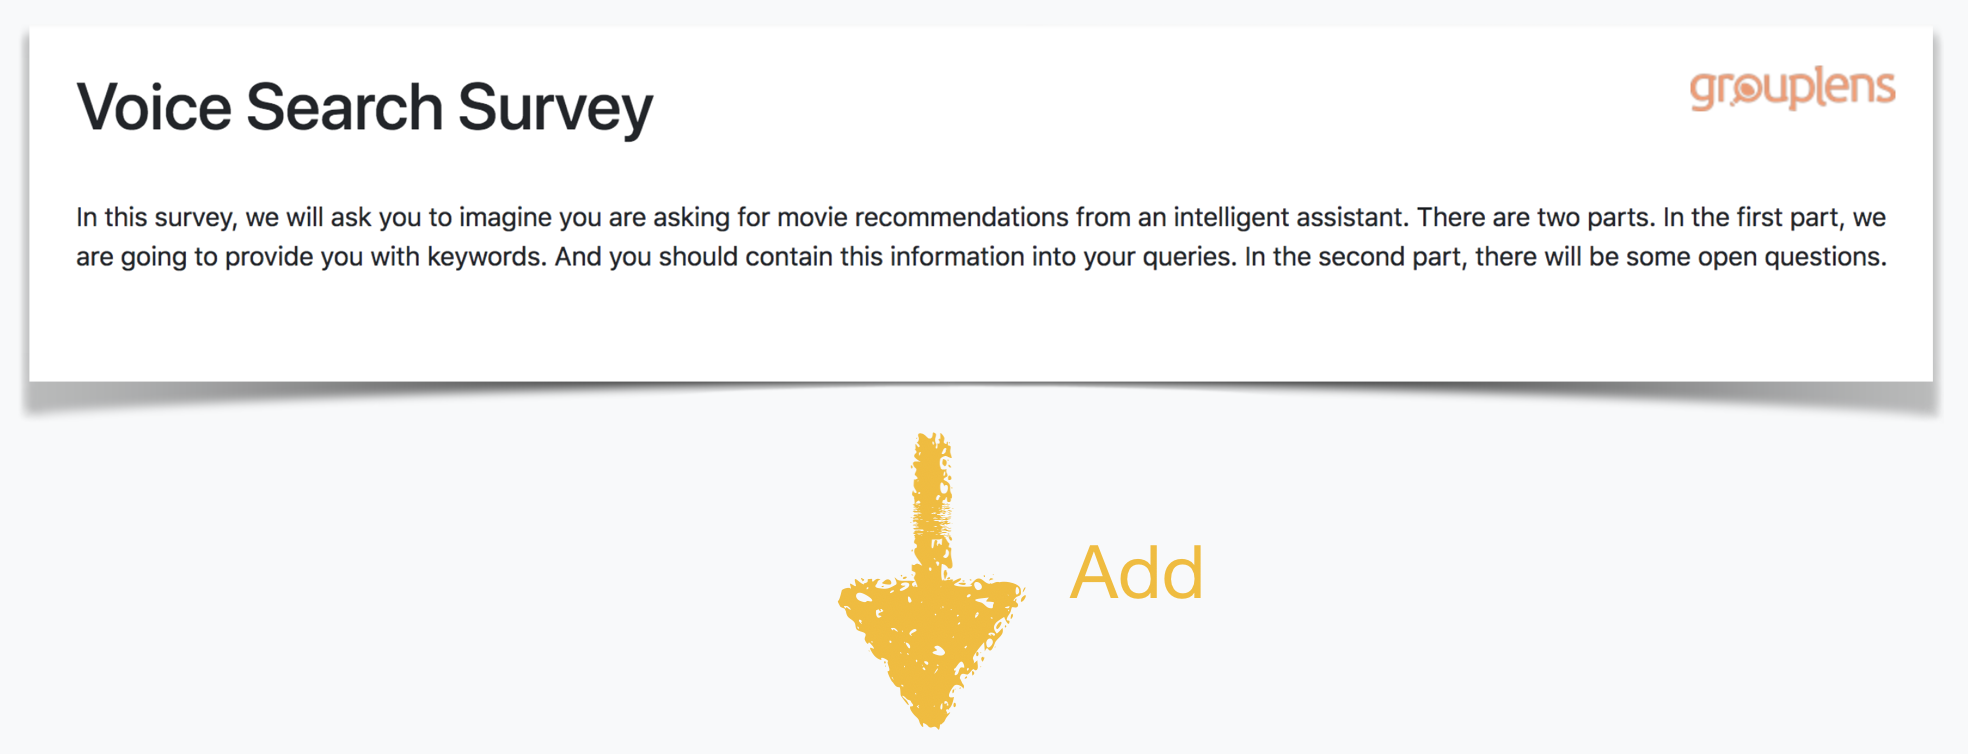 Voice Search Survey
grouplens
In this survey, we will ask you to imagine you are asking for movie recommendations from an intelligent assistant. There are two parts. In the first part, we
are going to provide you with keywords. And you should contain this information into your queries. In the second part, there will be some open questions.
Add